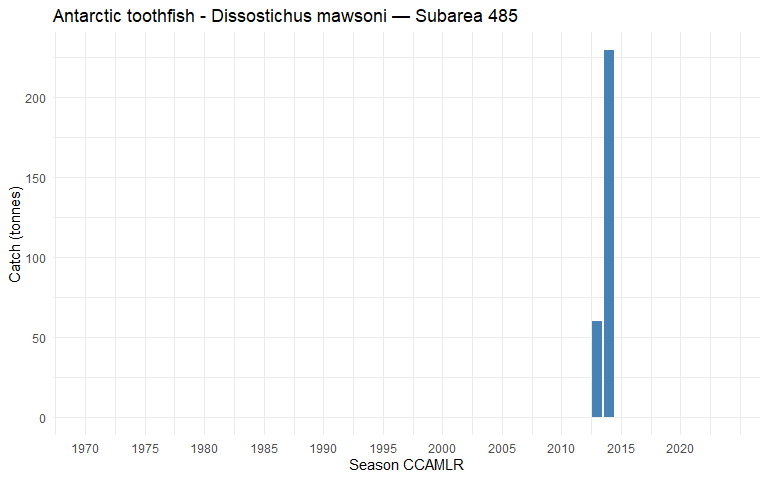 Antarctic toothfish - Dissostichus mawsoni — Subarea 485
200
150
100
50
0
Catch (tonnes)
1970 1975 1980 1985 1990 1995 2000 2005 2010 2015 2020
Season CCAMLR